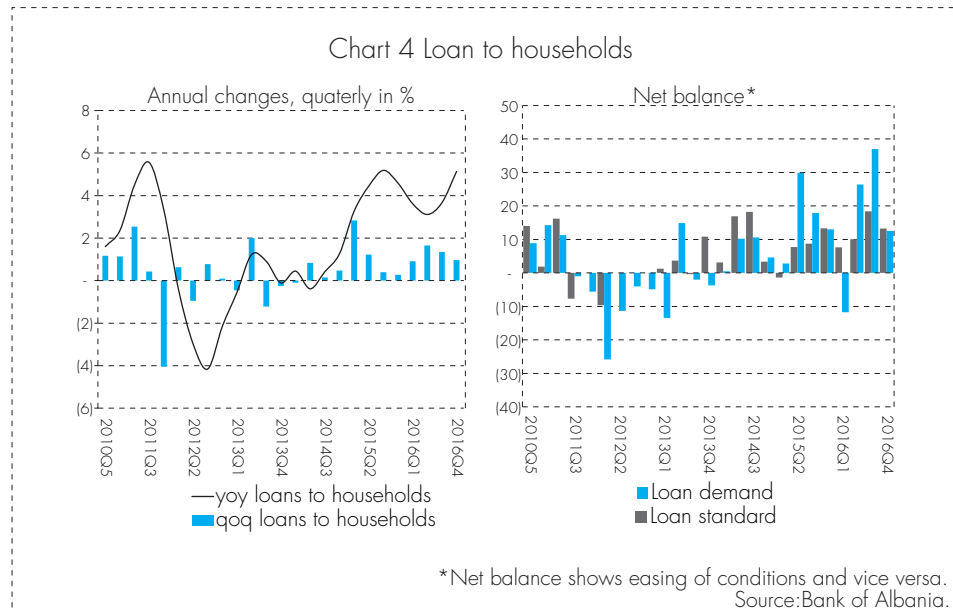 Chart 4 Loan to households
Annual changes, quaterly in %
8
6
4
2
-
(2)
(4)
(6)
2010Q5
2011Q3
2012Q2
2013Q1
2013Q4
2014Q3
2015Q2
2016Q1
2016Q4
yoy loans to households
qoq loans to households
Net balance*
50
40
30
20
10
-
(10)
(20)
(30)
(40)
2010Q5
2011Q3
2012Q2
2013Q1
2013Q4
2014Q3
2015Q2
2016Q1
2016Q4
Loan demand
Loan standard
*Net balance shows easing of conditions and vice versa.
Source:Bank of Albania.